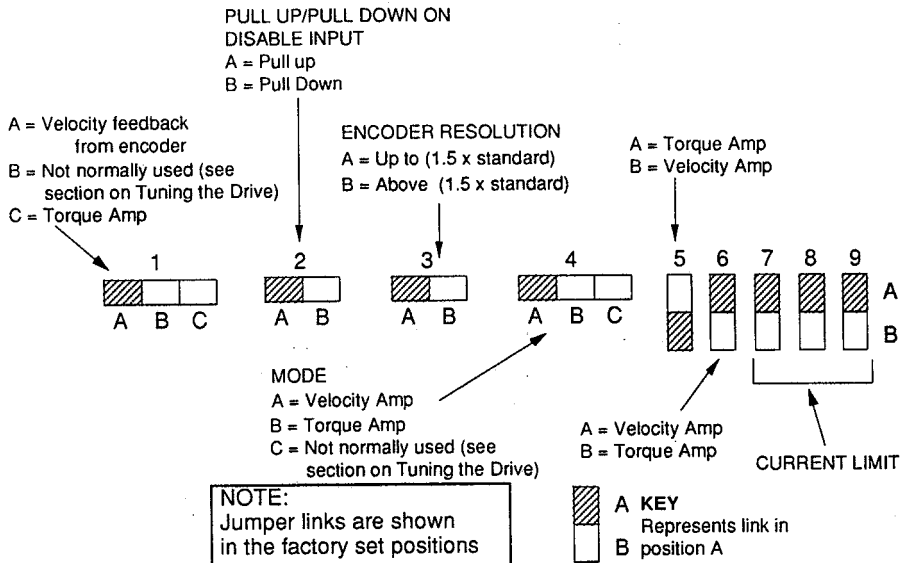 PULL UP/PULL DOWN ON
DISABLE INPUT
A = Pull up
B = Pull Down
A = Velocity feedback
from encoder
B = Not normally used (see
section on Tuning the Drive)
C = Torque Amp
ENCODER RESOLUTION
A = Up to (1.5 x standard)
B = Above (1.5 x standard)
A = Torque Amp
B = Velocity Amp
1 2 3 4 5 6 7 8 9
A
A B C A B A B A B C B
MODE
A = Velocity Amp
B = Torque Amp
C = Not normally used (see
section on Tuning the Drive)
A = Velocity Amp
B = Torque Amp
CURRENT LIMIT
NOTE:
Jumper links are shown
in the factory set positions
A KEY
Represents link in
B position A